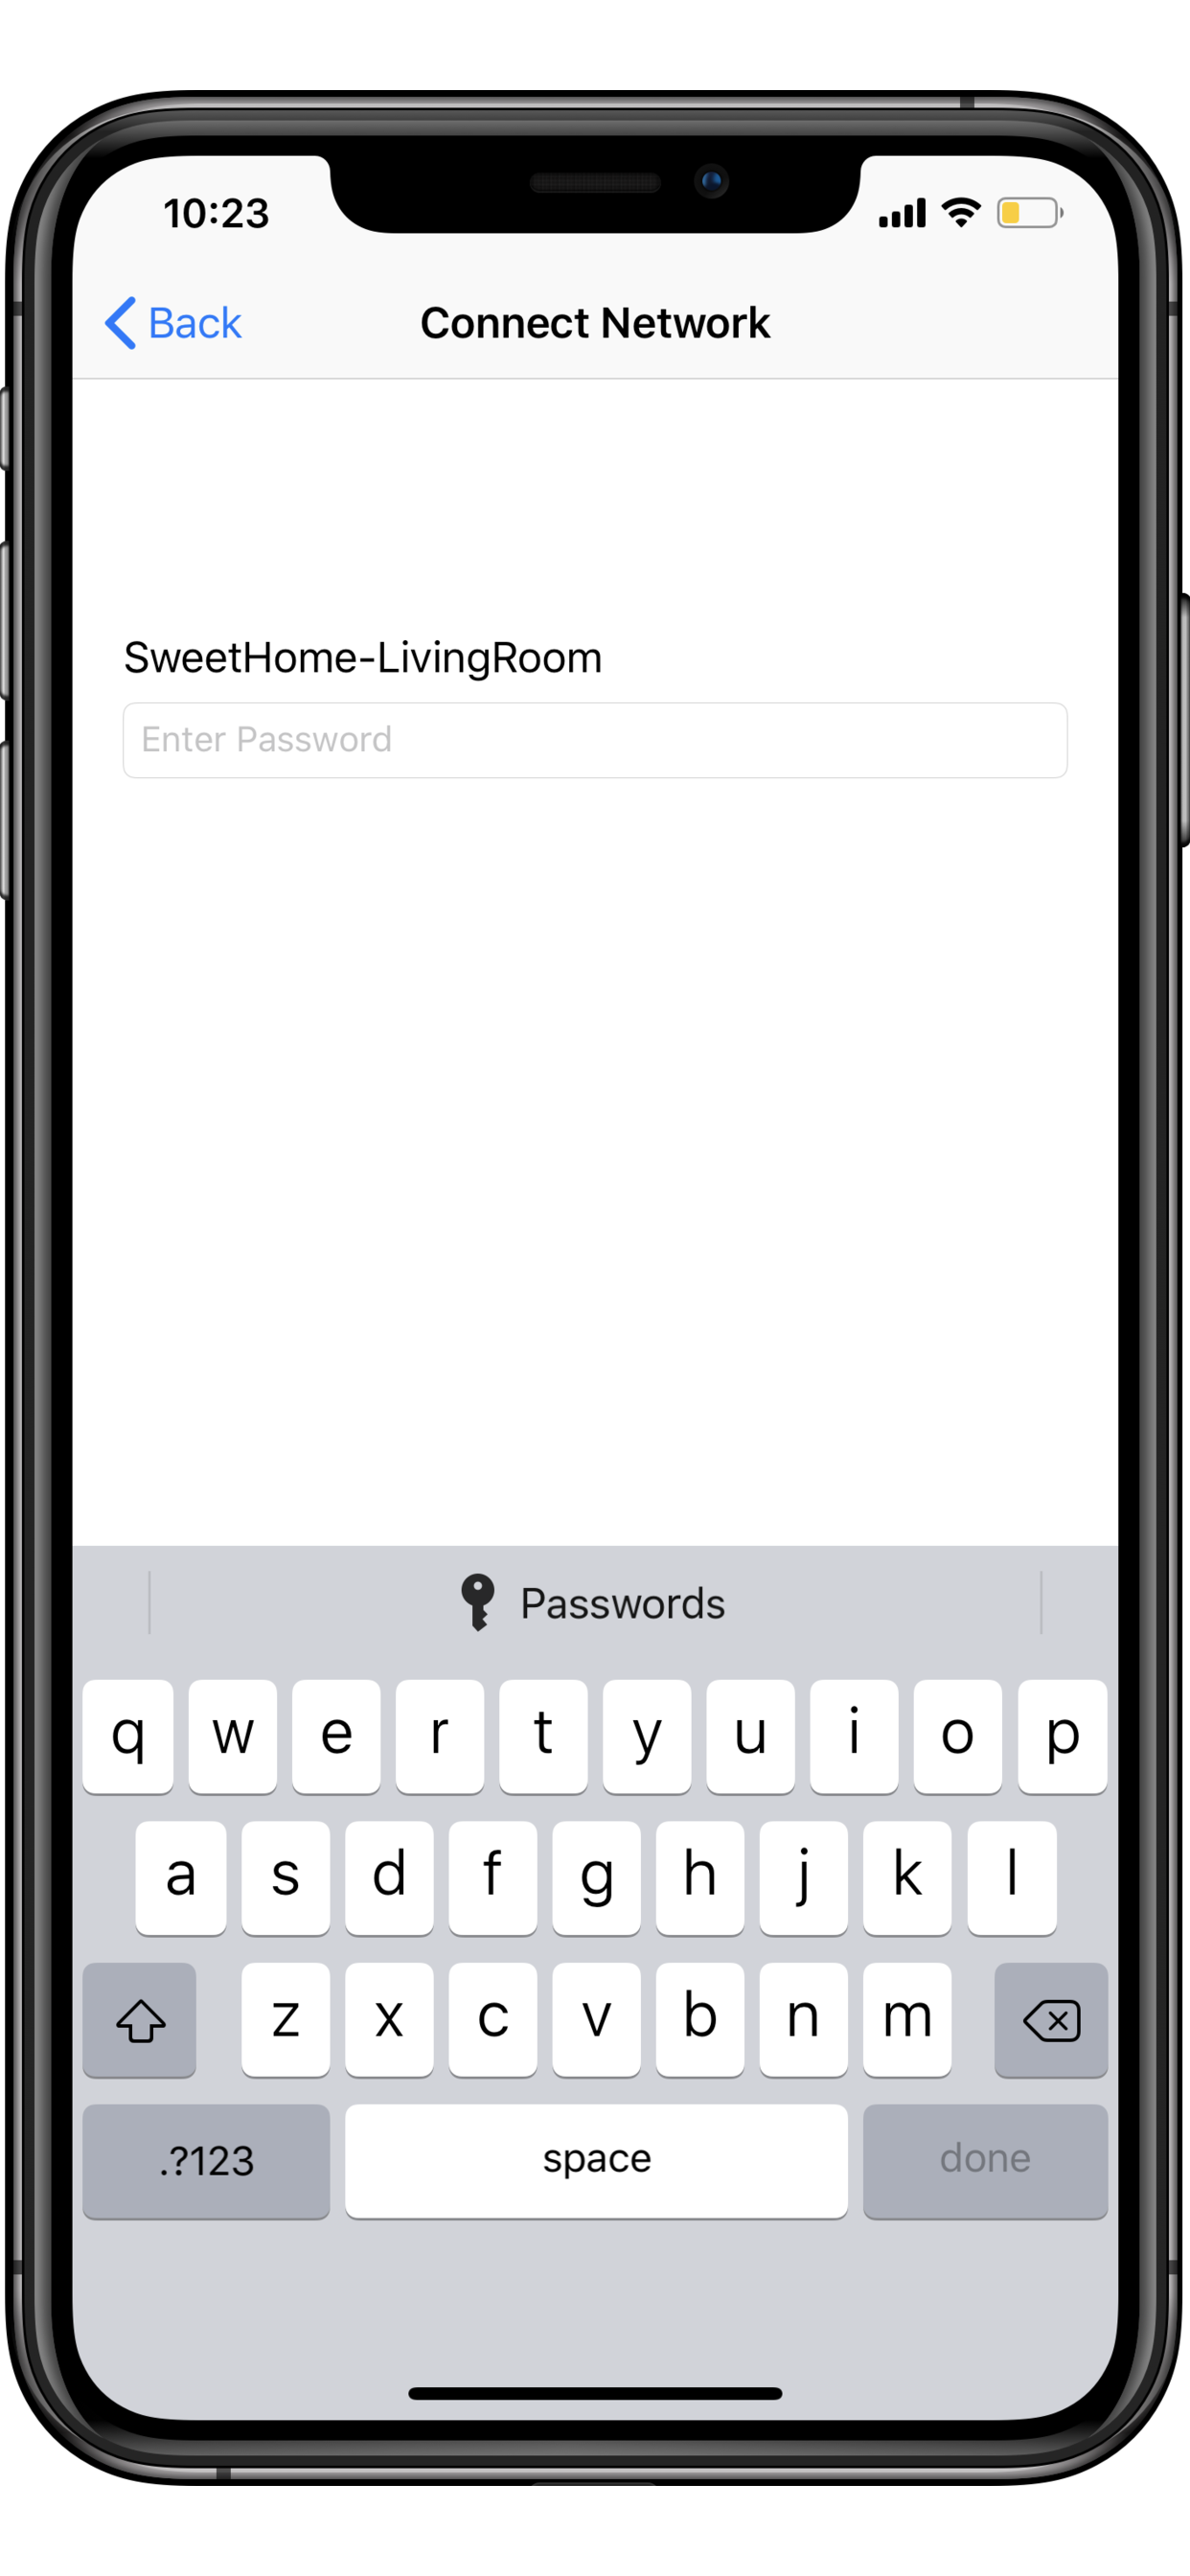 10:23
Back Connect Network
SweetHome-LivingRoom
Enter Password
Passwords
q w e r t y u i o p
a s d f g h j k l
z x c v b n m
.?123 space done